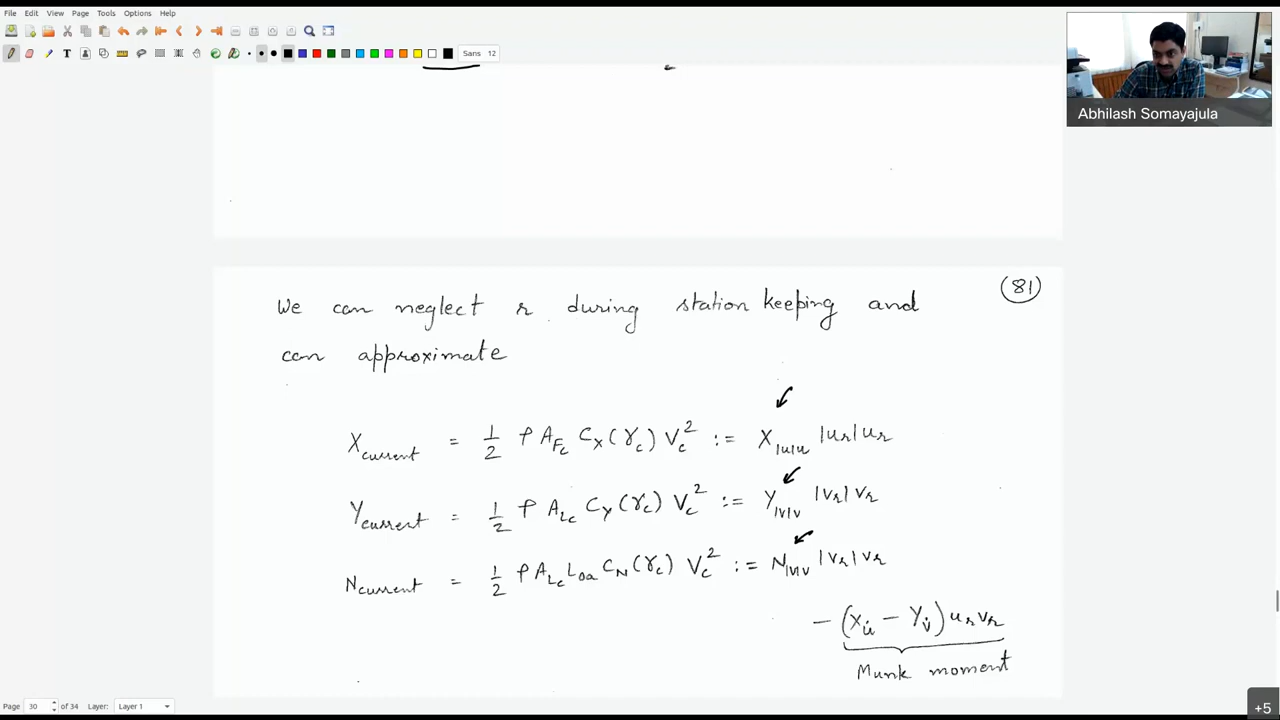 File Edit View Page Tools Options Help
Sans 12
Abhilash Somayajula
(81)
We can neglect r during station keeping and
can approximate
X_current = 1/2 ρ A_Fc C_X(γ_c) V_c^2 := X_|u|u |u_r|u_r
Y_current = 1/2 ρ A_Lc C_Y(γ_c) V_c^2 := Y_|v|v |v_r|v_r
N_current = 1/2 ρ A_Lc L_oa C_N(γ_c) V_c^2 := N_|v|v |v_r|v_r
- (X_u̇ - Y_v̇) u_r v_r
Munk moment
Page 30 of 34 Layer: Layer 1
+5